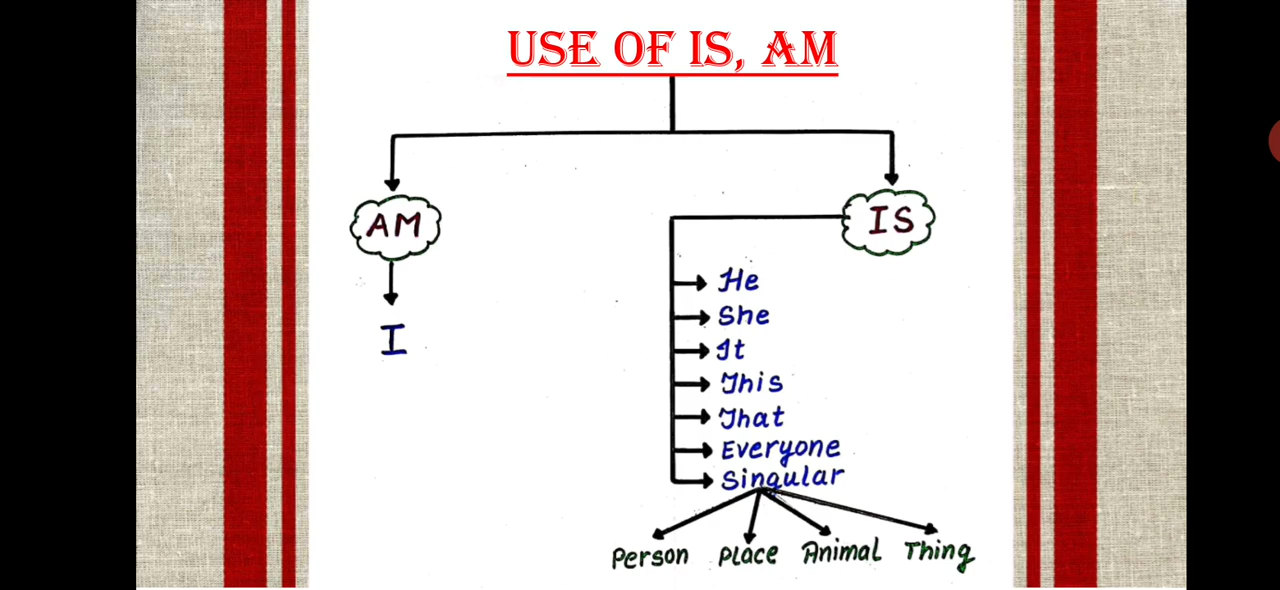 USE OF IS, AM
AM
IS
I
He
She
It
This
That
Everyone
Singular
Person Place Animal Thing